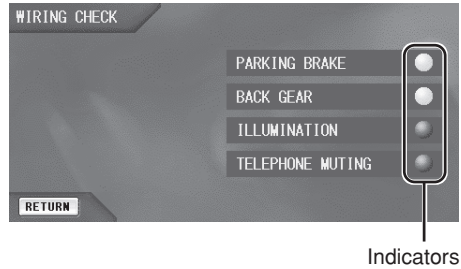 WIRING CHECK
PARKING BRAKE
BACK GEAR
ILLUMINATION
TELEPHONE MUTING
RETURN
Indicators